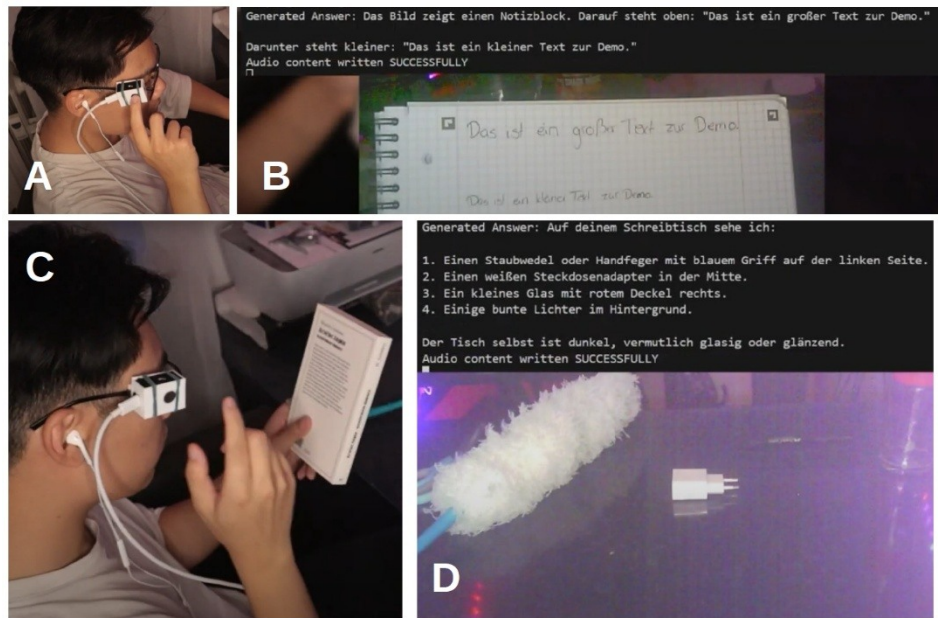 A
B
Generated Answer: Das Bild zeigt einen Notizblock. Darauf steht oben: "Das ist ein großer Text zur Demo."
Darunter steht kleiner: "Das ist ein kleiner Text zur Demo."
Audio content written SUCCESSFULLY
Das ist ein großer Text zur Demo.
Das ist ein kleiner Text zur Demo.
C
D
Generated Answer: Auf deinem Schreibtisch sehe ich:
1. Einen Staubwedel oder Handfeger mit blauem Griff auf der linken Seite.
2. Einen weißen Steckdosenadapter in der Mitte.
3. Ein kleines Glas mit rotem Deckel rechts.
4. Einige bunte Lichter im Hintergrund.
Der Tisch selbst ist dunkel, vermutlich glasig oder glänzend.
Audio content written SUCCESSFULLY